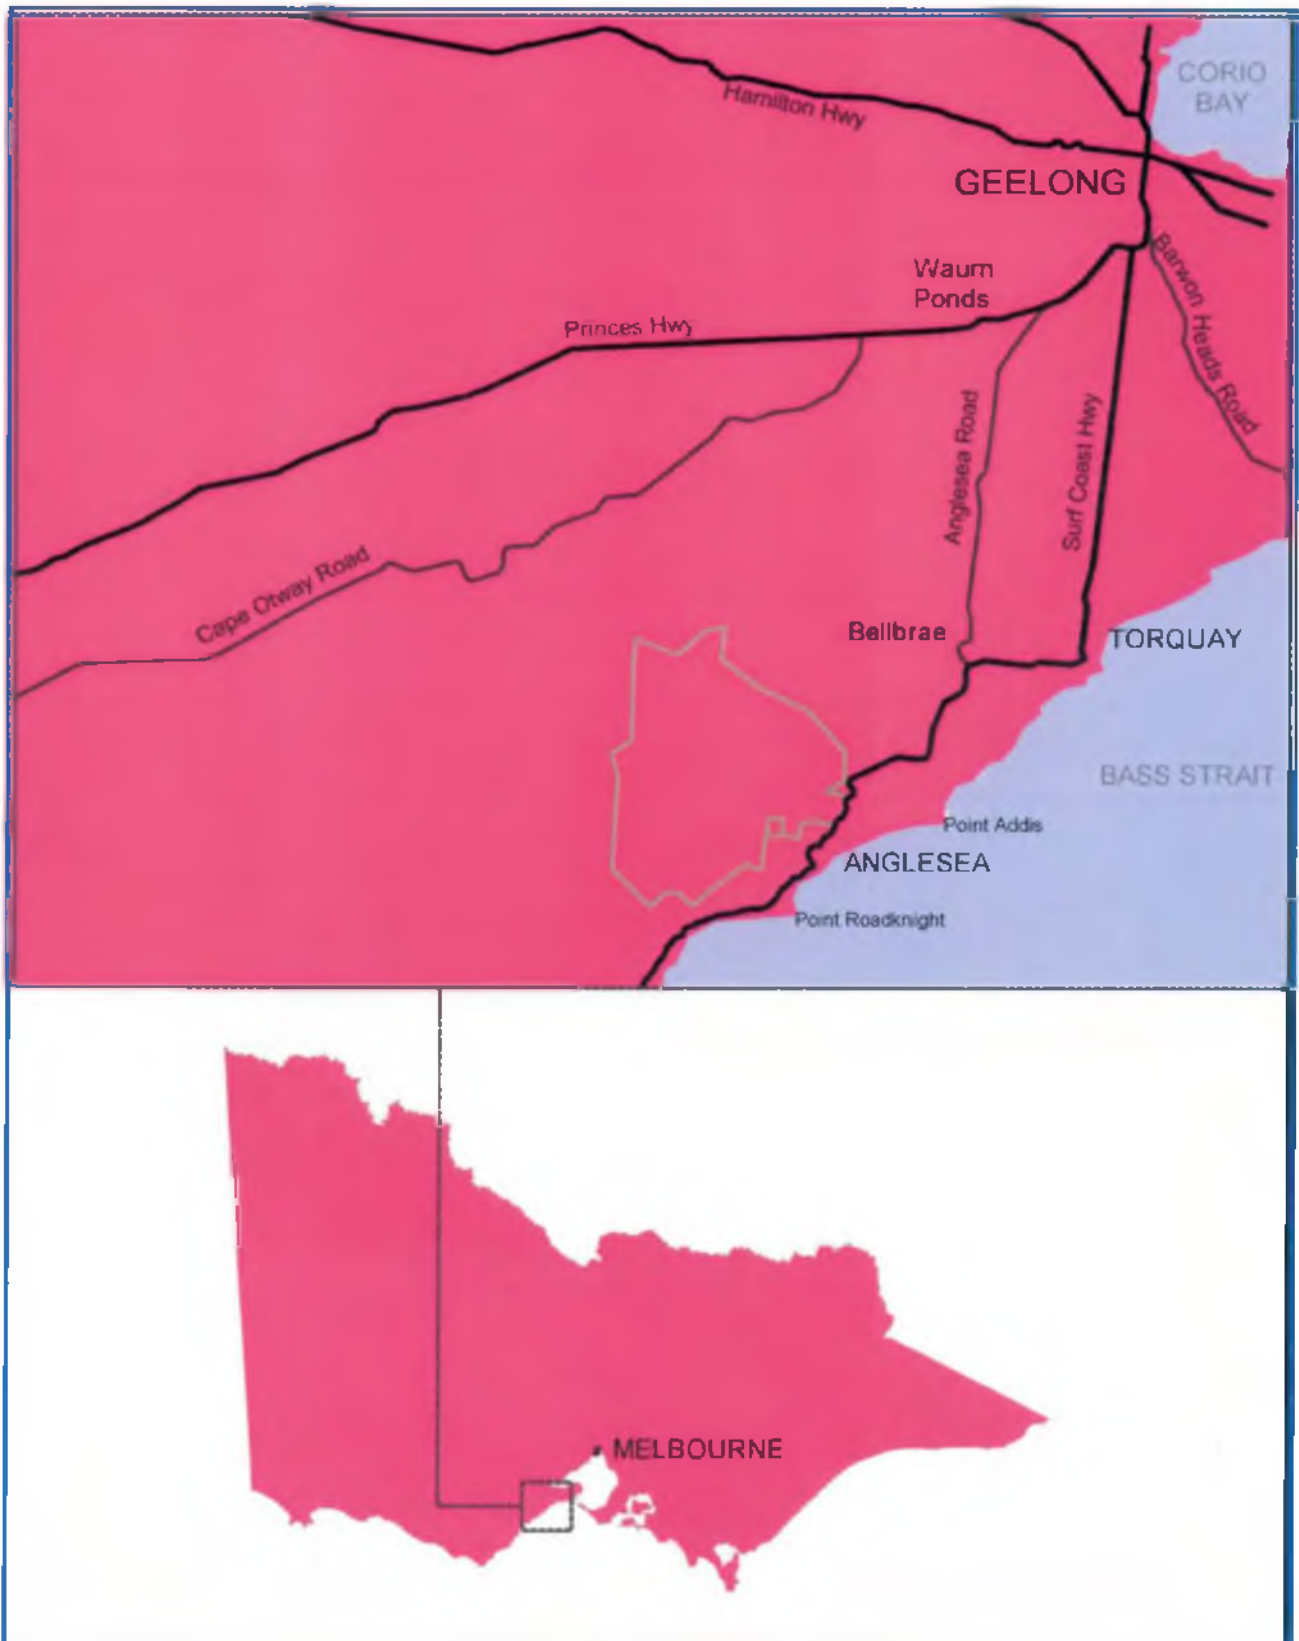 CORIO
BAY
Hamilton Hwy
GEELONG
Barwon Heads Road
Waurn
Ponds
Princes Hwy
Anglesea Road
Surf Coast Hwy
Cape Otway Road
Bellbrae
TORQUAY
BASS STRAIT
Point Addis
ANGLESEA
Point Roadknight
MELBOURNE